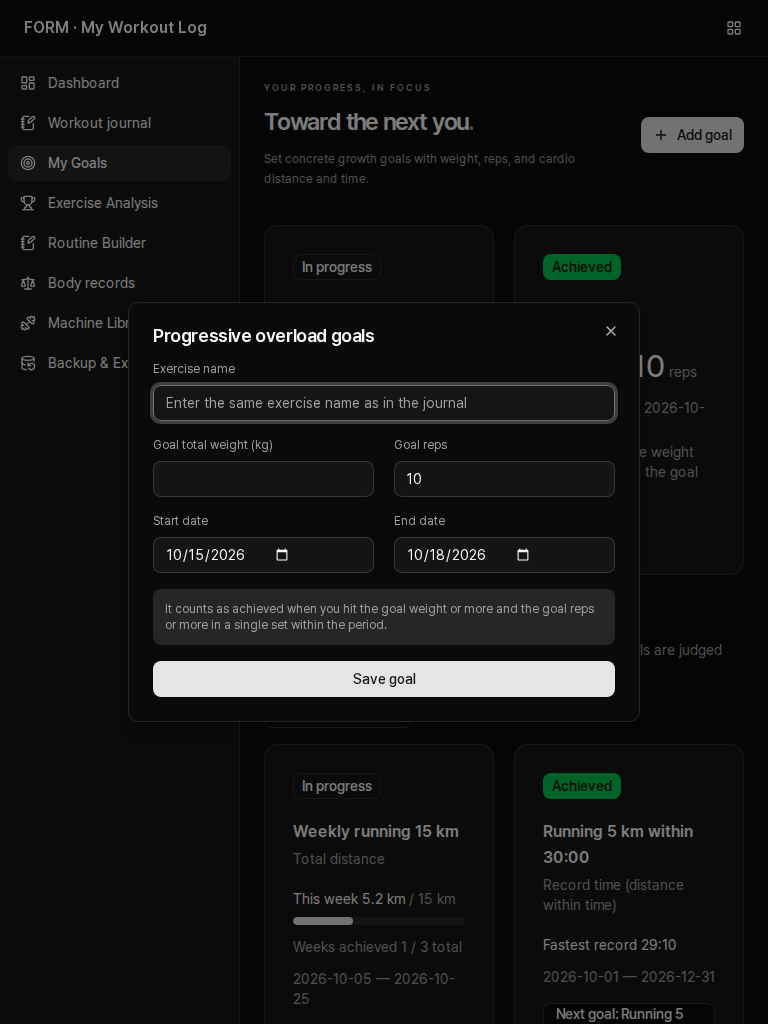 FORM · My Workout Log
Dashboard
Workout journal
My Goals
Exercise Analysis
Routine Builder
Body records
Machine Libr
Backup & Ex
YOUR PROGRESS, IN FOCUS
Toward the next you.
Set concrete growth goals with weight, reps, and cardio
distance and time.
Add goal
In progress
Achieved
10 reps
2026-10-
weight
the goal
ls are judged
Progressive overload goals
Exercise name
Enter the same exercise name as in the journal
Goal total weight (kg)
Goal reps
10
Start date
End date
10/15/2026
10/18/2026
It counts as achieved when you hit the goal weight or more and the goal reps
or more in a single set within the period.
Save goal
In progress
Weekly running 15 km
Total distance
This week 5.2 km / 15 km
Weeks achieved 1 / 3 total
2026-10-05 — 2026-10-
25
Achieved
Running 5 km within
30:00
Record time (distance
within time)
Fastest record 29:10
2026-10-01 — 2026-12-31
Next goal: Running 5